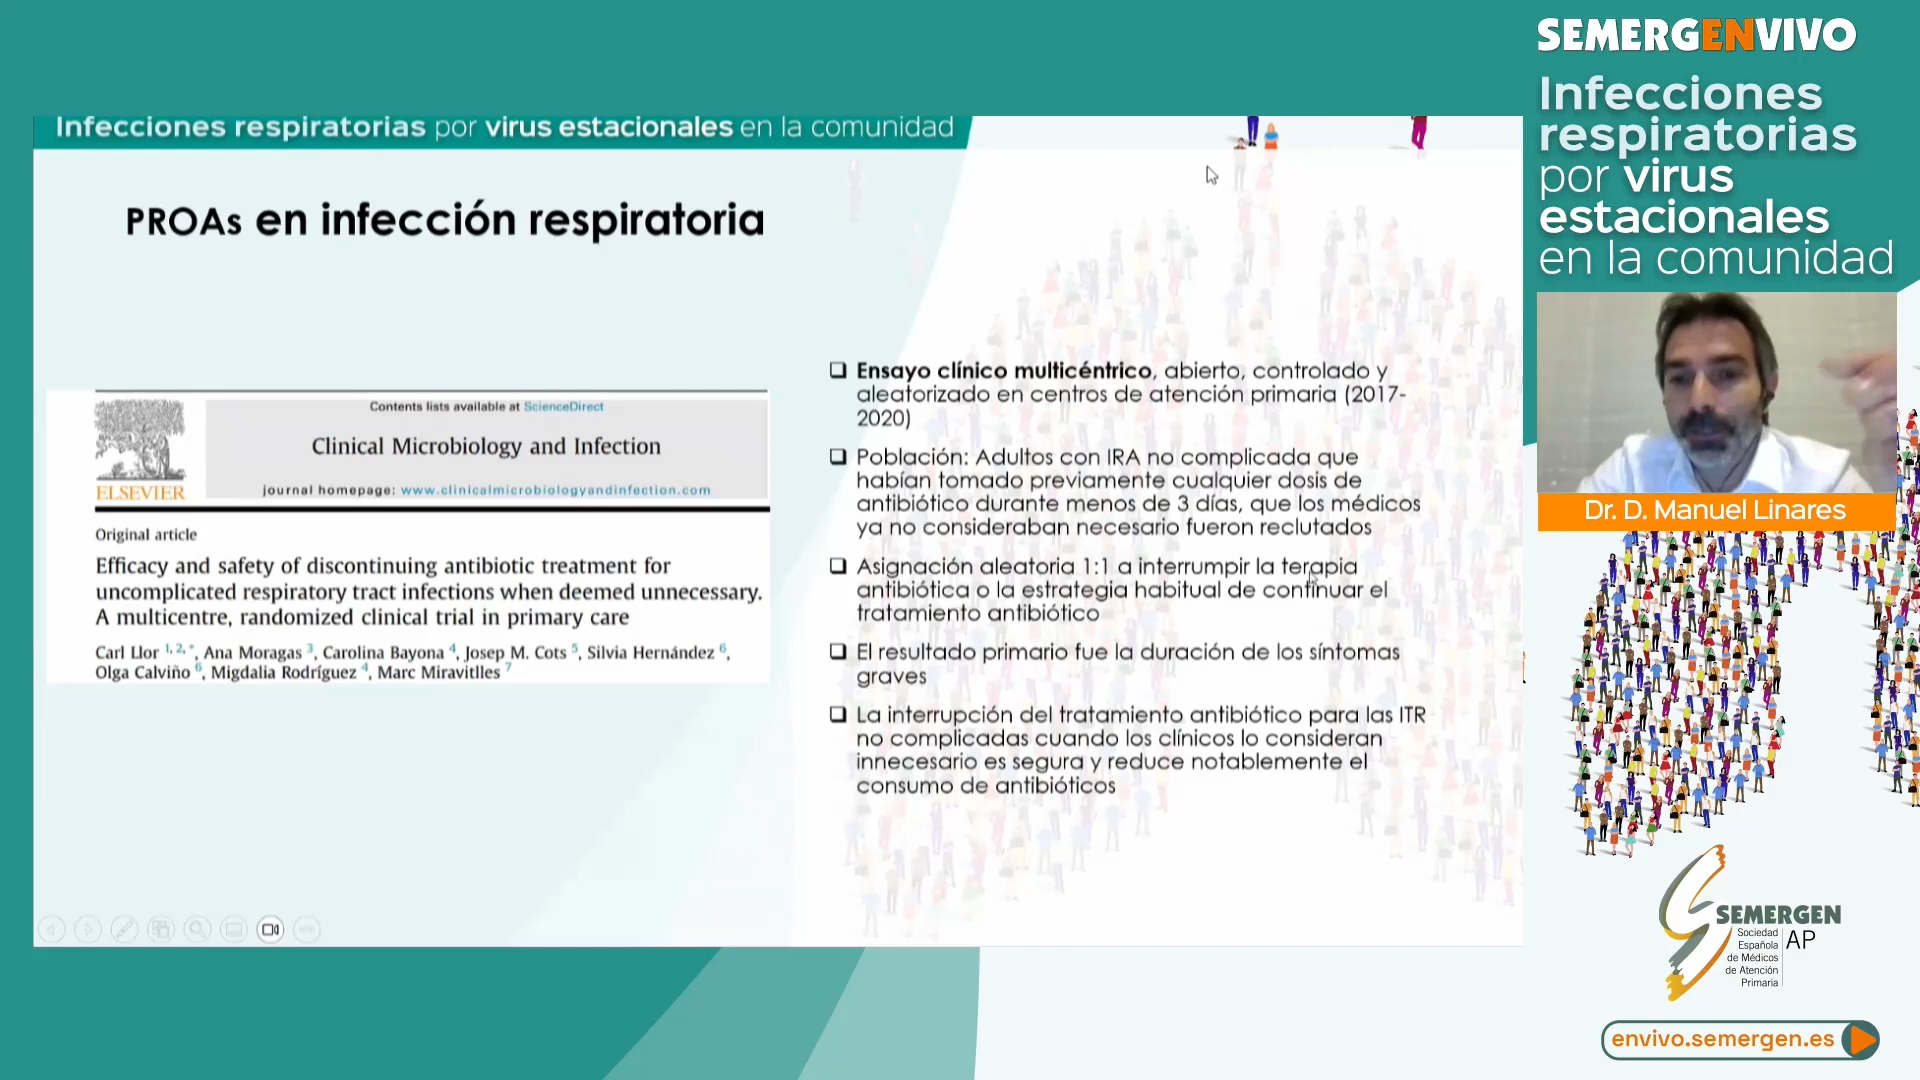 SEMERGENVIVO
Infecciones
respiratorias
por virus
estacionales
en la comunidad
Infecciones respiratorias por virus estacionales en la comunidad
PROAs en infección respiratoria
Contents lists available at ScienceDirect
Clinical Microbiology and Infection
journal homepage: www.clinicalmicrobiologyandinfection.com
ELSEVIER
Original article
Efficacy and safety of discontinuing antibiotic treatment for
uncomplicated respiratory tract infections when deemed unnecessary.
A multicentre, randomized clinical trial in primary care
Carl Llor 1, 2, *, Ana Moragas 3, Carolina Bayona 4, Josep M. Cots 5, Silvia Hernández 6,
Olga Calviño 6, Migdalia Rodríguez 4, Marc Miravitlles 7
Ensayo clínico multicéntrico, abierto, controlado y
aleatorizado en centros de atención primaria (2017-
2020)
Población: Adultos con IRA no complicada que
habían tomado previamente cualquier dosis de
antibiótico durante menos de 3 días, que los médicos
ya no consideraban necesario fueron reclutados
Asignación aleatoria 1:1 a interrumpir la terapia
antibiótica o la estrategia habitual de continuar el
tratamiento antibiótico
El resultado primario fue la duración de los síntomas
graves
La interrupción del tratamiento antibiótico para las ITR
no complicadas cuando los clínicos lo consideran
innecesario es segura y reduce notablemente el
consumo de antibióticos
Dr. D. Manuel Linares
SEMERGEN
Sociedad
Española
de Médicos
de Atención
Primaria
AP
envivo.semergen.es